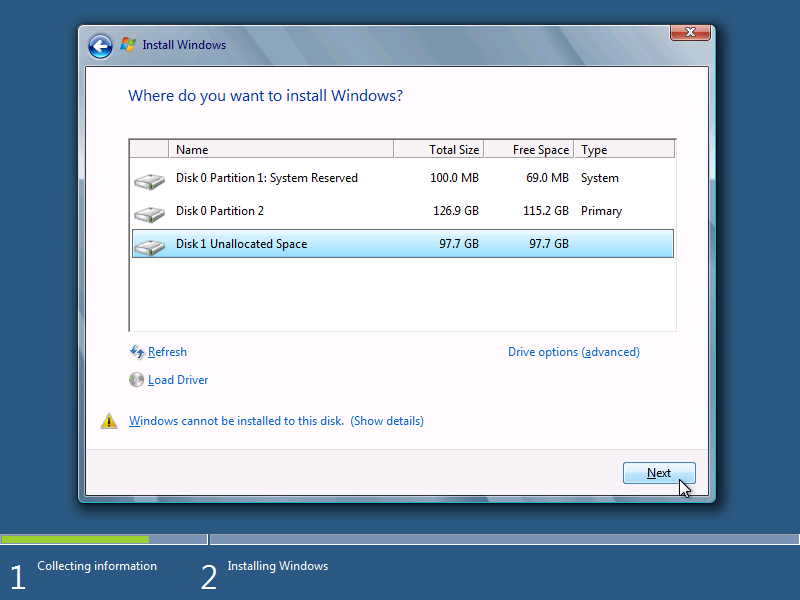 Install Windows
Where do you want to install Windows?
Name Total Size Free Space Type
Disk 0 Partition 1: System Reserved 100.0 MB 69.0 MB System
Disk 0 Partition 2 126.9 GB 115.2 GB Primary
Disk 1 Unallocated Space 97.7 GB 97.7 GB
Refresh Drive options (advanced)
Load Driver
Windows cannot be installed to this disk. (Show details)
Next
1 Collecting information 2 Installing Windows